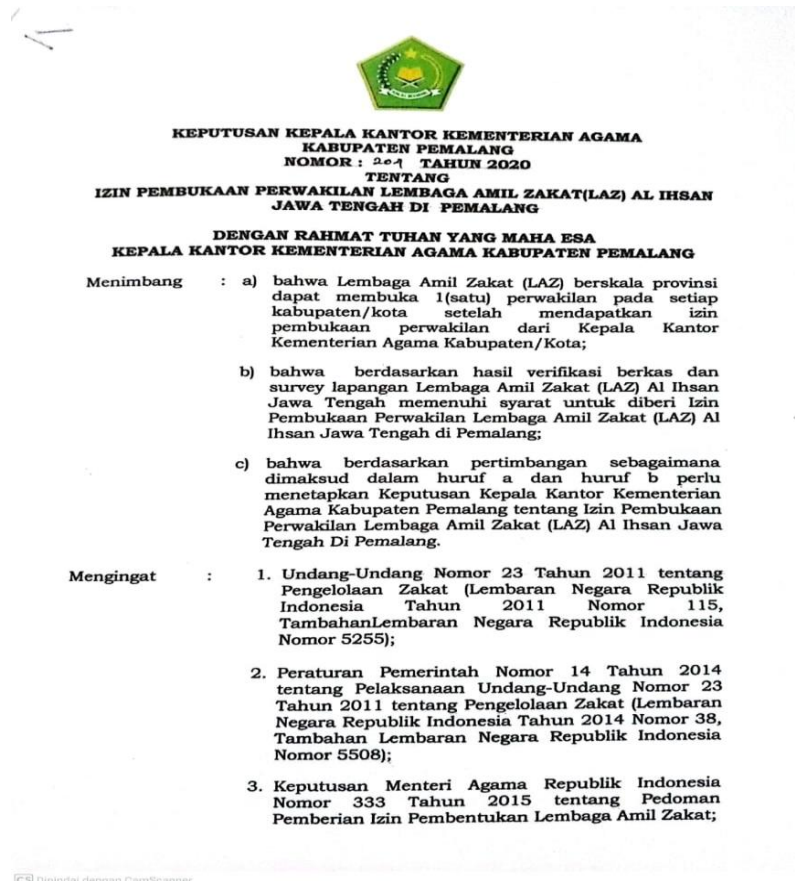 KEPUTUSAN KEPALA KANTOR KEMENTERIAN AGAMA
KABUPATEN PEMALANG
NOMOR : 209 TAHUN 2020
TENTANG
IZIN PEMBUKAAN PERWAKILAN LEMBAGA AMIL ZAKAT(LAZ) AL IHSAN
JAWA TENGAH DI PEMALANG
DENGAN RAHMAT TUHAN YANG MAHA ESA
KEPALA KANTOR KEMENTERIAN AGAMA KABUPATEN PEMALANG
Menimbang : a) bahwa Lembaga Amil Zakat (LAZ) berskala provinsi
dapat membuka 1(satu) perwakilan pada setiap
kabupaten/kota setelah mendapatkan izin
pembukaan perwakilan dari Kepala Kantor
Kementerian Agama Kabupaten/Kota;
b) bahwa berdasarkan hasil verifikasi berkas dan
survey lapangan Lembaga Amil Zakat (LAZ) Al Ihsan
Jawa Tengah memenuhi syarat untuk diberi Izin
Pembukaan Perwakilan Lembaga Amil Zakat (LAZ) Al
Ihsan Jawa Tengah di Pemalang;
c) bahwa berdasarkan pertimbangan sebagaimana
dimaksud dalam huruf a dan huruf b perlu
menetapkan Keputusan Kepala Kantor Kementerian
Agama Kabupaten Pemalang tentang Izin Pembukaan
Perwakilan Lembaga Amil Zakat (LAZ) Al Ihsan Jawa
Tengah Di Pemalang.
Mengingat : 1. Undang-Undang Nomor 23 Tahun 2011 tentang
Pengelolaan Zakat (Lembaran Negara Republik
Indonesia Tahun 2011 Nomor 115,
TambahanLembaran Negara Republik Indonesia
Nomor 5255);
2. Peraturan Pemerintah Nomor 14 Tahun 2014
tentang Pelaksanaan Undang-Undang Nomor 23
Tahun 2011 tentang Pengelolaan Zakat (Lembaran
Negara Republik Indonesia Tahun 2014 Nomor 38,
Tambahan Lembaran Negara Republik Indonesia
Nomor 5508);
3. Keputusan Menteri Agama Republik Indonesia
Nomor 333 Tahun 2015 tentang Pedoman
Pemberian Izin Pembentukan Lembaga Amil Zakat;
CS Dipindai dengan CamScanner